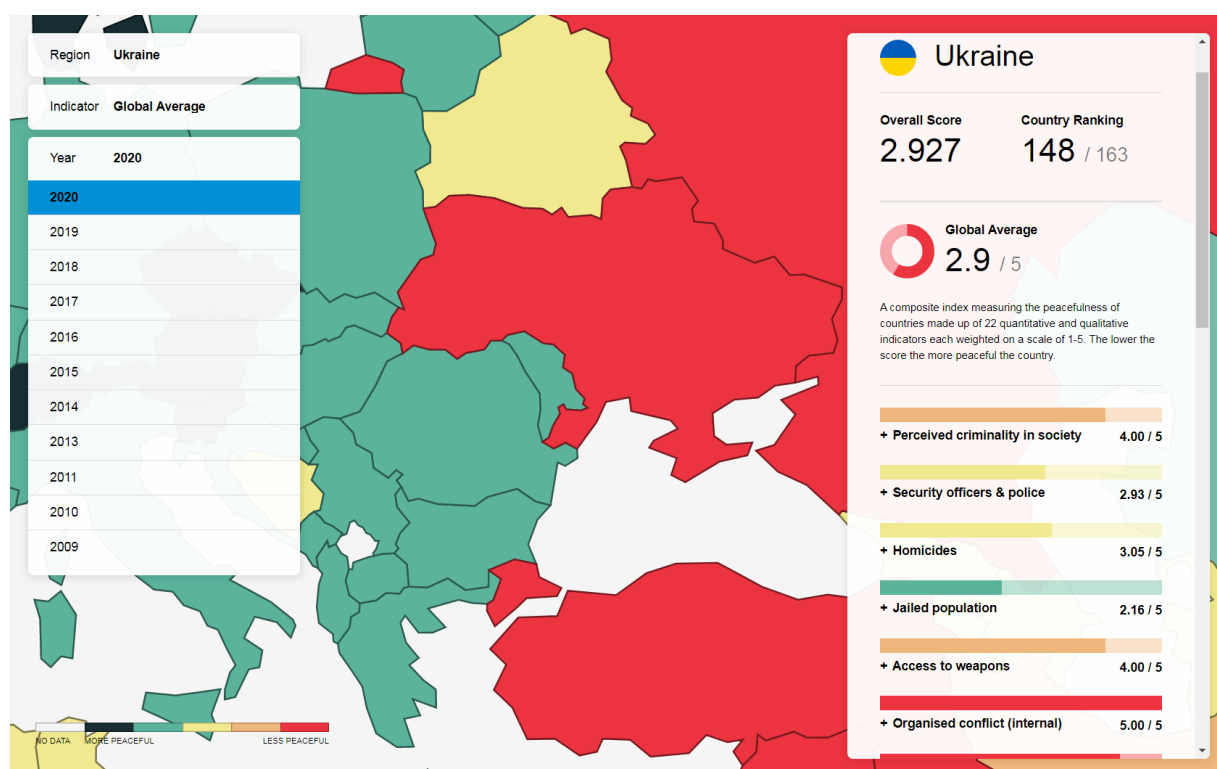 Region Ukraine
Indicator Global Average
Year 2020
2020
2019
2018
2017
2016
2015
2014
2013
2011
2010
2009
NO DATA MORE PEACEFUL LESS PEACEFUL
Ukraine
Overall Score Country Ranking
2.927 148 / 163
Global Average
2.9 / 5
A composite index measuring the peacefulness of
countries made up of 22 quantitative and qualitative
indicators each weighted on a scale of 1-5. The lower the
score the more peaceful the country.
+ Perceived criminality in society 4.00 / 5
+ Security officers & police 2.93 / 5
+ Homicides 3.05 / 5
+ Jailed population 2.16 / 5
+ Access to weapons 4.00 / 5
+ Organised conflict (internal) 5.00 / 5